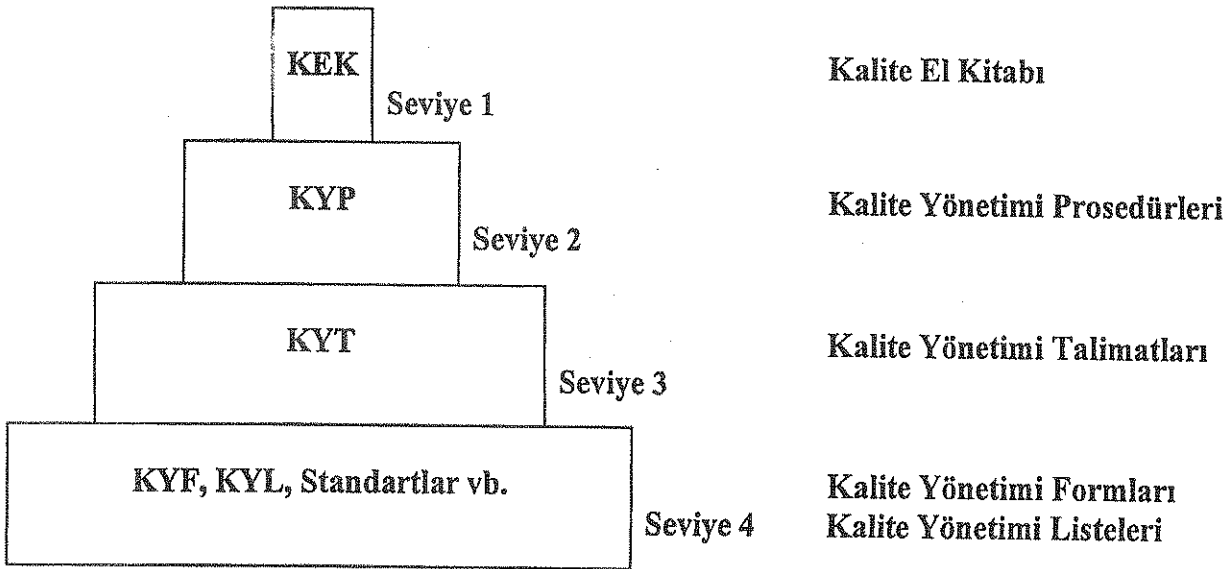 KEK
Seviye 1
Kalite El Kitabı
KYP
Seviye 2
Kalite Yönetimi Prosedürleri
KYT
Seviye 3
Kalite Yönetimi Talimatları
KYF, KYL, Standartlar vb.
Seviye 4
Kalite Yönetimi Formları
Kalite Yönetimi Listeleri